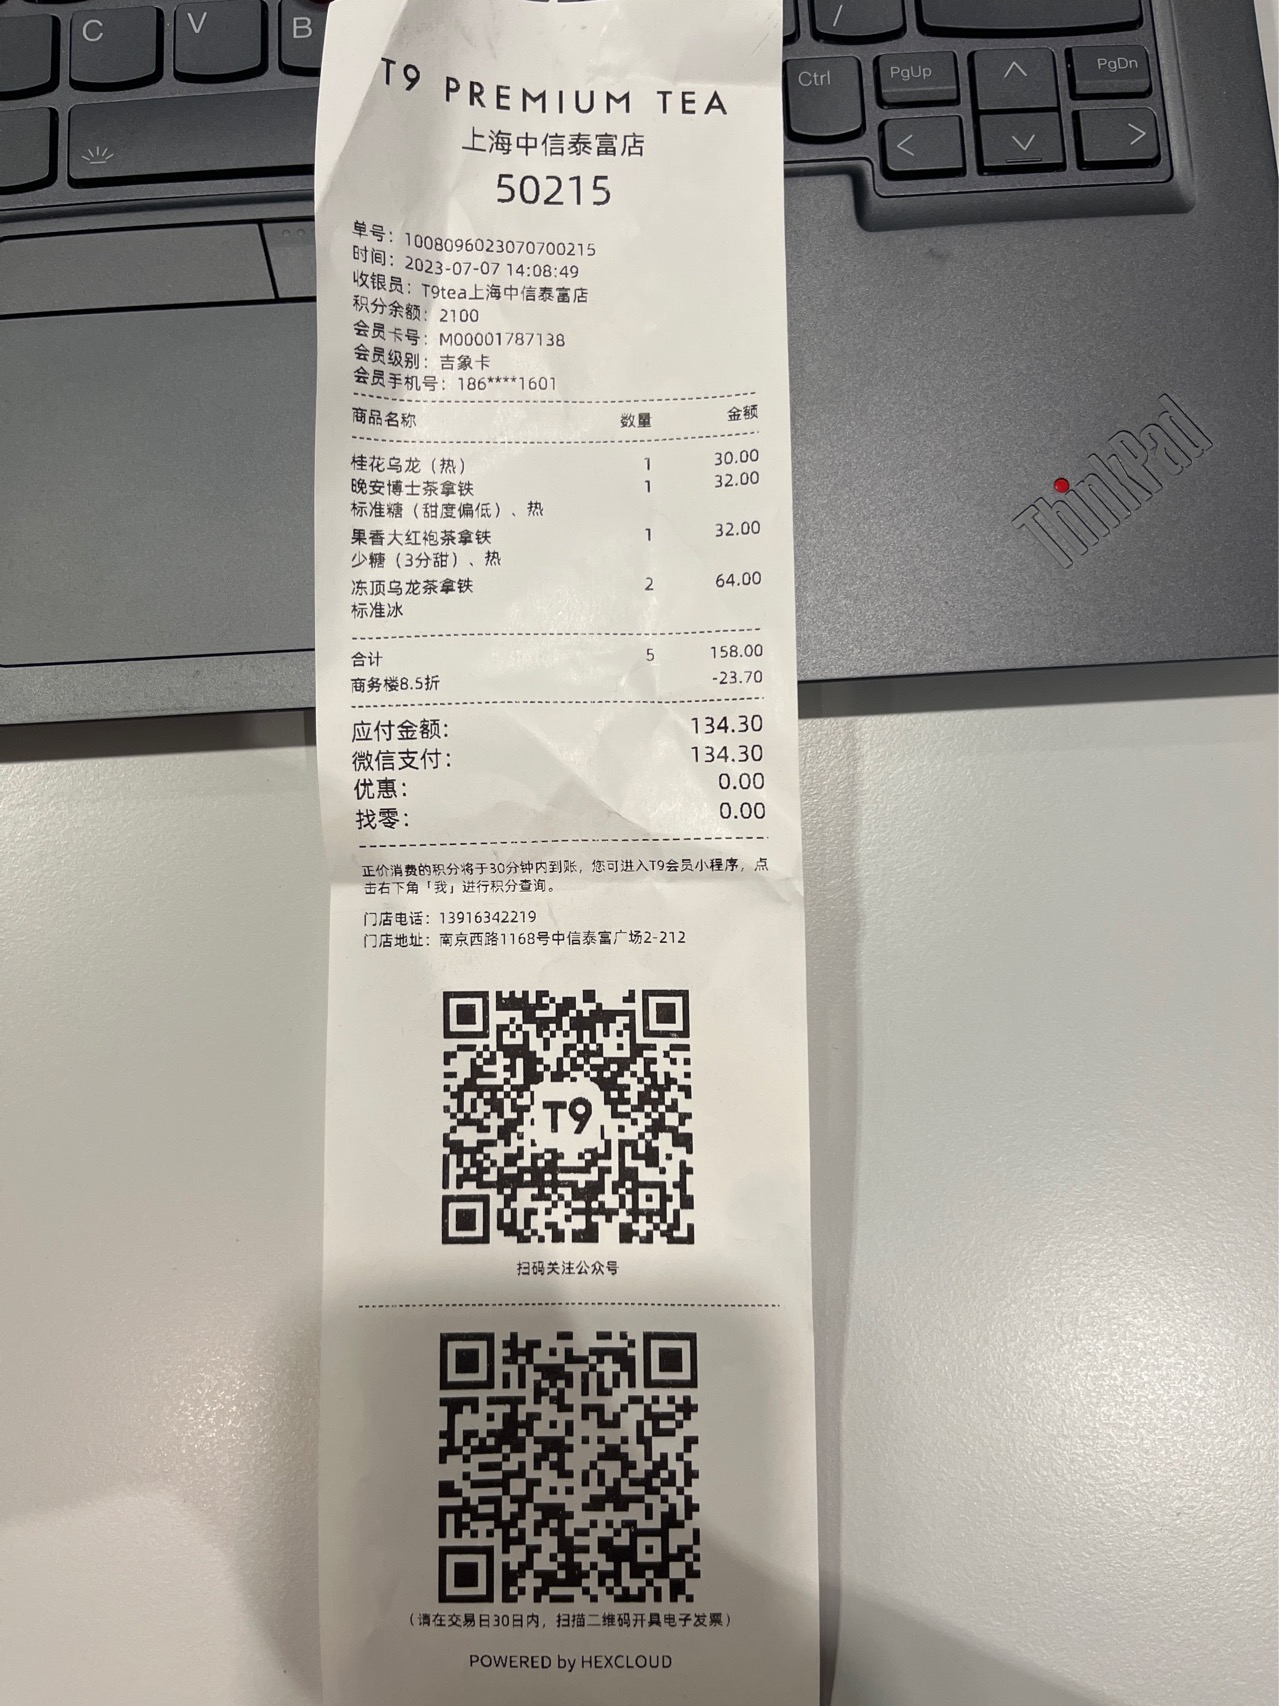 C
V
B
/
Ctrl
PgUp
PgDn
ThinkPad
T9 PREMIUM TEA
上海中信泰富店
50215
单号：1008096023070700215
时间：2023-07-07 14:08:49
收银员：T9tea上海中信泰富店
积分余额：2100
会员卡号：M00001787138
会员级别：吉象卡
会员手机号：186****1601
商品名称 数量 金额
桂花乌龙（热） 1 30.00
晚安博士茶拿铁 1 32.00
标准糖（甜度偏低）、热
果香大红袍茶拿铁 1 32.00
少糖（3分甜）、热
冻顶乌龙茶拿铁 2 64.00
标准冰
合计 5 158.00
商务楼8.5折 -23.70
应付金额： 134.30
微信支付： 134.30
优惠： 0.00
找零： 0.00
正价消费的积分将于30分钟内到账，您可进入T9会员小程序，点
击右下角「我」进行积分查询。
门店电话：13916342219
门店地址：南京西路1168号中信泰富广场2-212
T9
扫码关注公众号
（请在交易日30日内，扫描二维码开具电子发票）
POWERED by HEXCLOUD